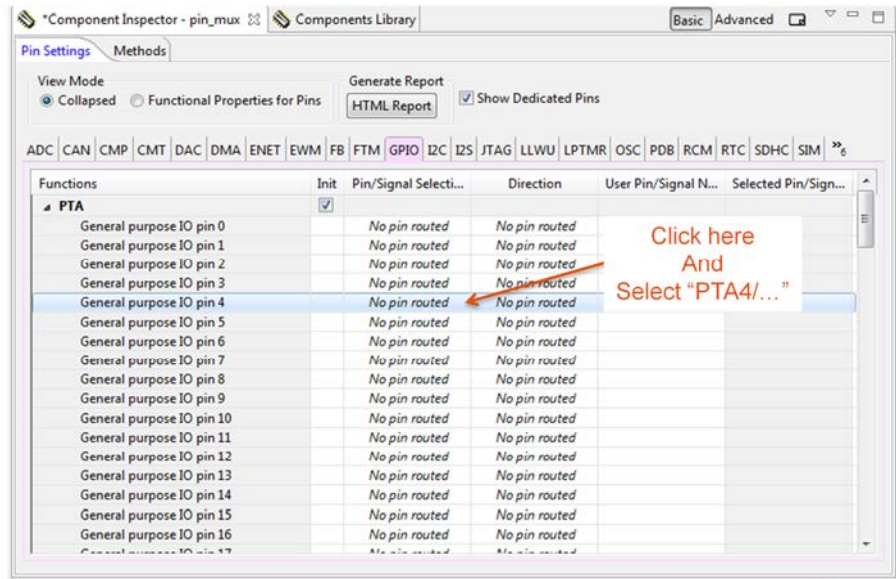 *Component Inspector - pin_mux Components Library Basic Advanced
Pin Settings Methods
View Mode Generate Report
Collapsed Functional Properties for Pins HTML Report Show Dedicated Pins
ADC CAN CMP CMT DAC DMA ENET EWM FB FTM GPIO I2C I2S JTAG LLWU LPTMR OSC PDB RCM RTC SDHC SIM »6
Functions Init Pin/Signal Selecti... Direction User Pin/Signal N... Selected Pin/Sign...
PTA
General purpose IO pin 0 No pin routed No pin routed
General purpose IO pin 1 No pin routed No pin routed
General purpose IO pin 2 No pin routed No pin routed
General purpose IO pin 3 No pin routed No pin routed
General purpose IO pin 4 No pin routed No pin routed
General purpose IO pin 5 No pin routed No pin routed
General purpose IO pin 6 No pin routed No pin routed
General purpose IO pin 7 No pin routed No pin routed
General purpose IO pin 8 No pin routed No pin routed
General purpose IO pin 9 No pin routed No pin routed
General purpose IO pin 10 No pin routed No pin routed
General purpose IO pin 11 No pin routed No pin routed
General purpose IO pin 12 No pin routed No pin routed
General purpose IO pin 13 No pin routed No pin routed
General purpose IO pin 14 No pin routed No pin routed
General purpose IO pin 15 No pin routed No pin routed
General purpose IO pin 16 No pin routed No pin routed
General purpose IO pin 17 No pin routed No pin routed
Click here
And
Select “PTA4/…”